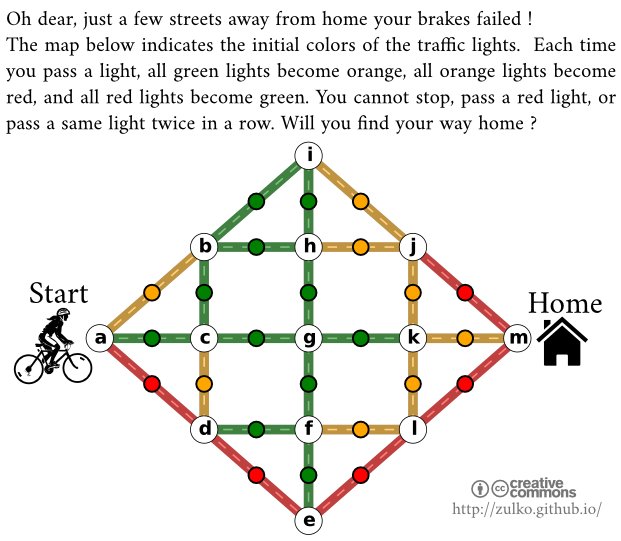 Oh dear, just a few streets away from home your brakes failed !
The map below indicates the initial colors of the traffic lights. Each time
you pass a light, all green lights become orange, all orange lights become
red, and all red lights become green. You cannot stop, pass a red light, or
pass a same light twice in a row. Will you find your way home ?
i
b h j
Start
Home
a c g k m
d f l
e
cc creative commons
http://zulko.github.io/